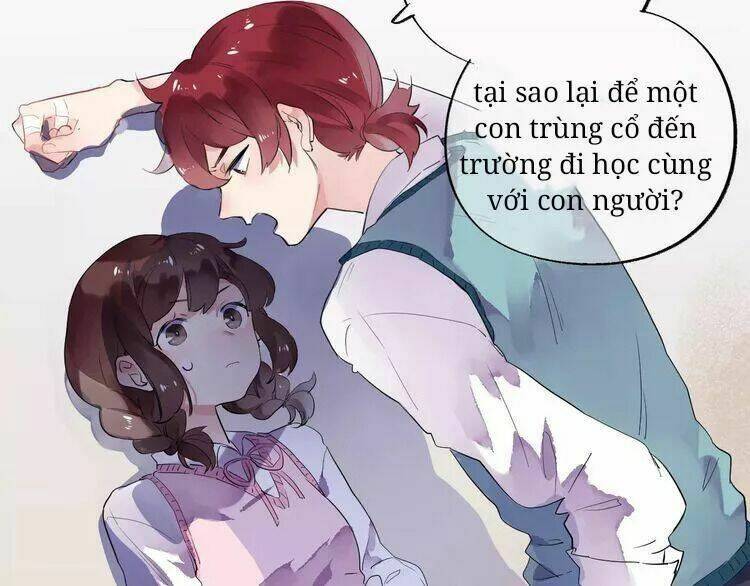 tại sao lại để một
con trùng cổ đến
trường đi học cùng
với con người?